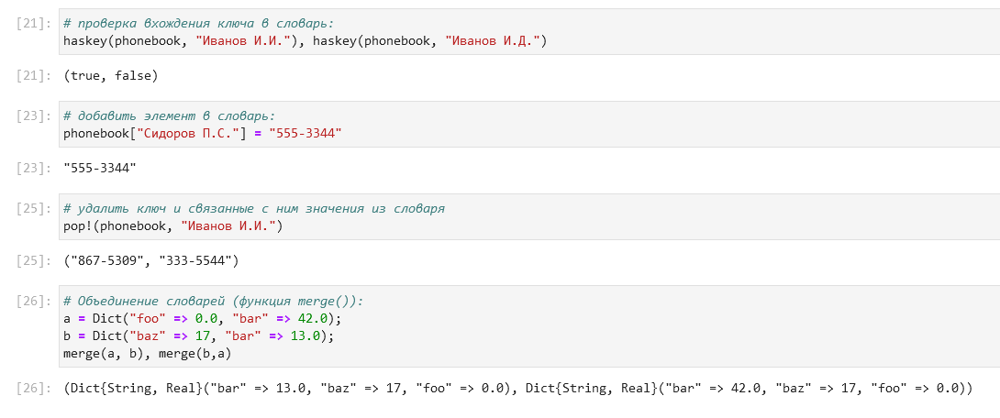 [21]: # проверка вхождения ключа в словарь:
haskey(phonebook, "Иванов И.И."), haskey(phonebook, "Иванов И.Д.")
[21]: (true, false)
[23]: # добавить элемент в словарь:
phonebook["Сидоров П.С."] = "555-3344"
[23]: "555-3344"
[25]: # удалить ключ и связанные с ним значения из словаря
pop!(phonebook, "Иванов И.И.")
[25]: ("867-5309", "333-5544")
[26]: # Объединение словарей (функция merge()):
a = Dict("foo" => 0.0, "bar" => 42.0);
b = Dict("baz" => 17, "bar" => 13.0);
merge(a, b), merge(b,a)
[26]: (Dict{String, Real}("bar" => 13.0, "baz" => 17, "foo" => 0.0), Dict{String, Real}("bar" => 42.0, "baz" => 17, "foo" => 0.0))